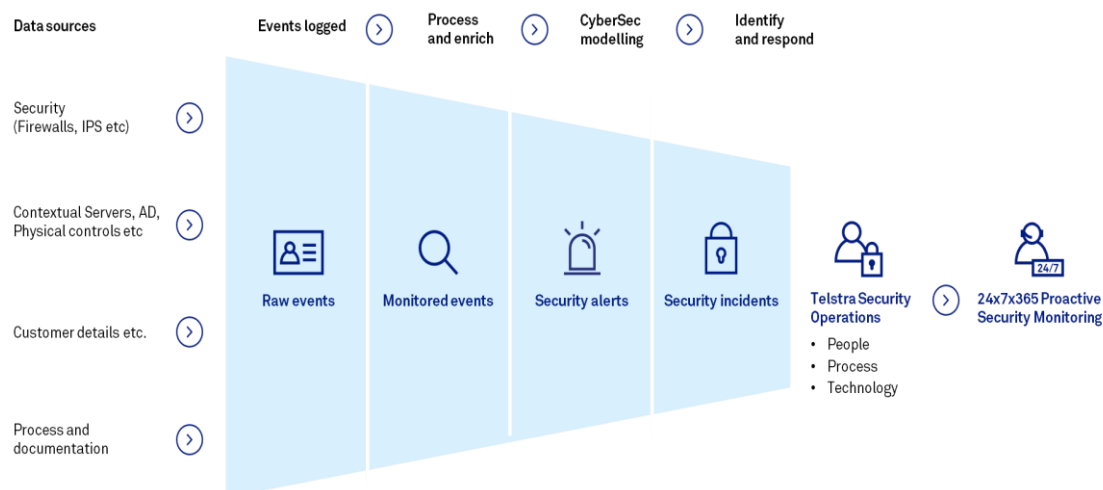 Data sources
Events logged
Process
and enrich
CyberSec
modelling
Identify
and respond
Security
(Firewalls, IPS etc)
Contextual Servers, AD,
Physical controls etc
Customer details etc.
Process and
documentation
Raw events
Monitored events
Security alerts
Security incidents
Telstra Security
Operations
• People
• Process
• Technology
24/7
24x7x365 Proactive
Security Monitoring